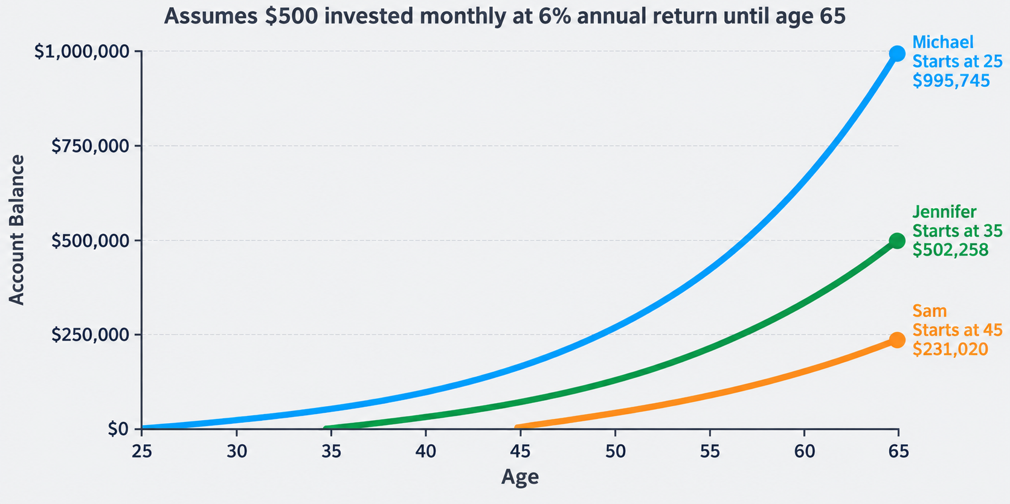 Assumes $500 invested monthly at 6% annual return until age 65
Account Balance
$1,000,000
$750,000
$500,000
$250,000
$0
25
30
35
40
45
50
55
60
65
Age
Michael
Starts at 25
$995,745
Jennifer
Starts at 35
$502,258
Sam
Starts at 45
$231,020